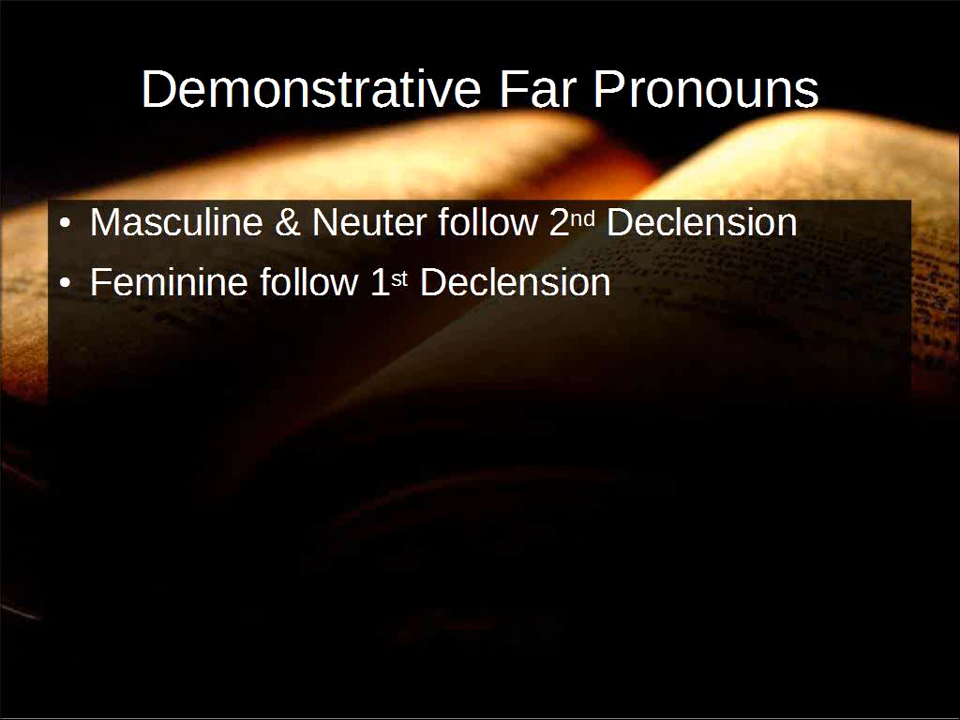 Demonstrative Far Pronouns
• Masculine & Neuter follow 2nd Declension
• Feminine follow 1st Declension